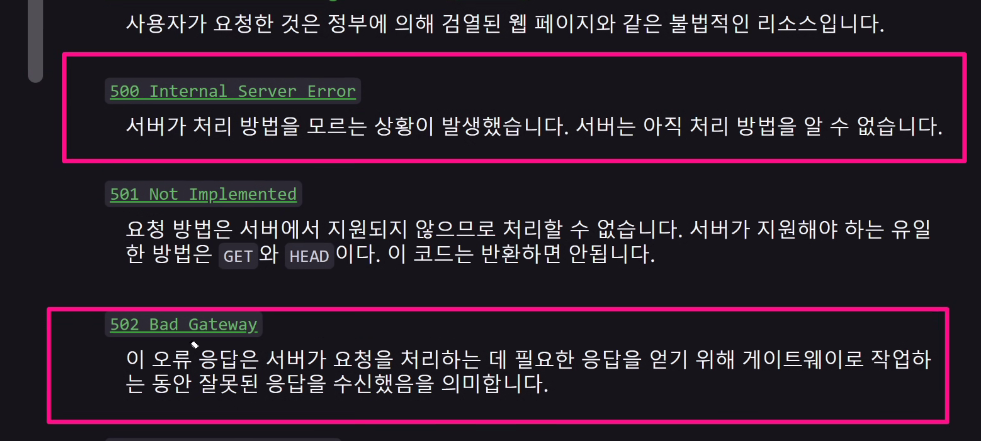 사용자가 요청한 것은 정부에 의해 검열된 웹 페이지와 같은 불법적인 리소스입니다.
500 Internal Server Error
서버가 처리 방법을 모르는 상황이 발생했습니다. 서버는 아직 처리 방법을 알 수 없습니다.
501 Not Implemented
요청 방법은 서버에서 지원되지 않으므로 처리할 수 없습니다. 서버가 지원해야 하는 유일
한 방법은 GET와 HEAD이다. 이 코드는 반환하면 안됩니다.
502 Bad Gateway
이 오류 응답은 서버가 요청을 처리하는 데 필요한 응답을 얻기 위해 게이트웨이로 작업하
는 동안 잘못된 응답을 수신했음을 의미합니다.